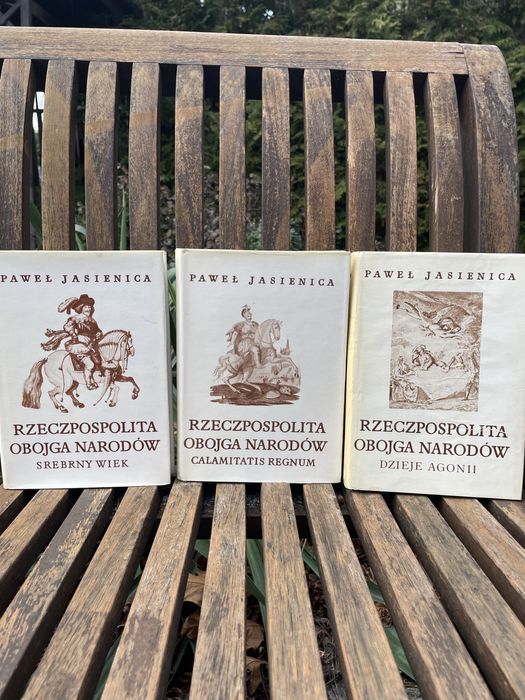 PAWEŁ JASIENICA
RZECZPOSPOLITA
OBOJGA NARODÓW
SREBRNY WIEK
PAWEŁ JASIENICA
RZECZPOSPOLITA
OBOJGA NARODÓW
CALAMITATIS REGNUM
PAWEŁ JASIENICA
RZECZPOSPOLITA
OBOJGA NARODÓW
DZIEJE AGONII